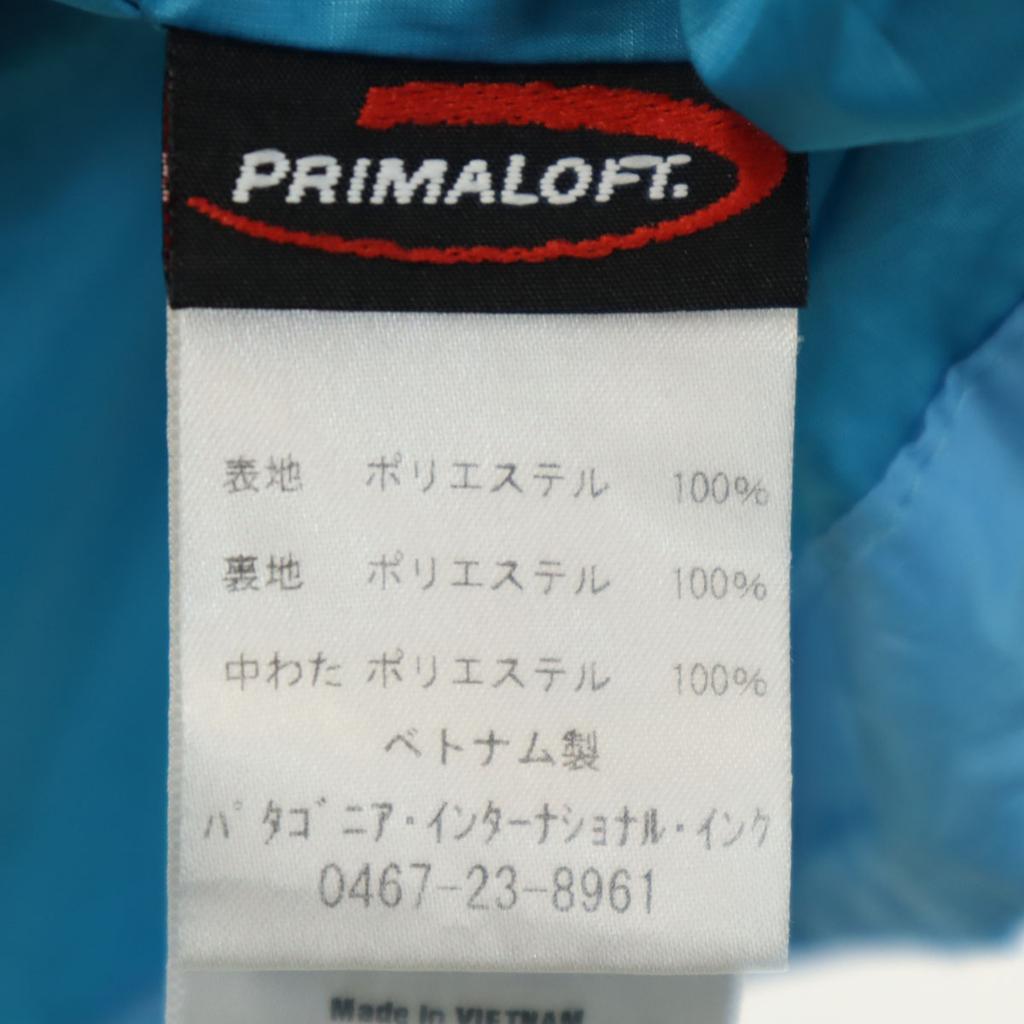 PRIMALOFT.
表地 ポリエステル 100%
裏地 ポリエステル 100%
中わた ポリエステル 100%
ベトナム製
パタゴニア・インターナショナル・インク
0467-23-8961
Made in VIETNAM